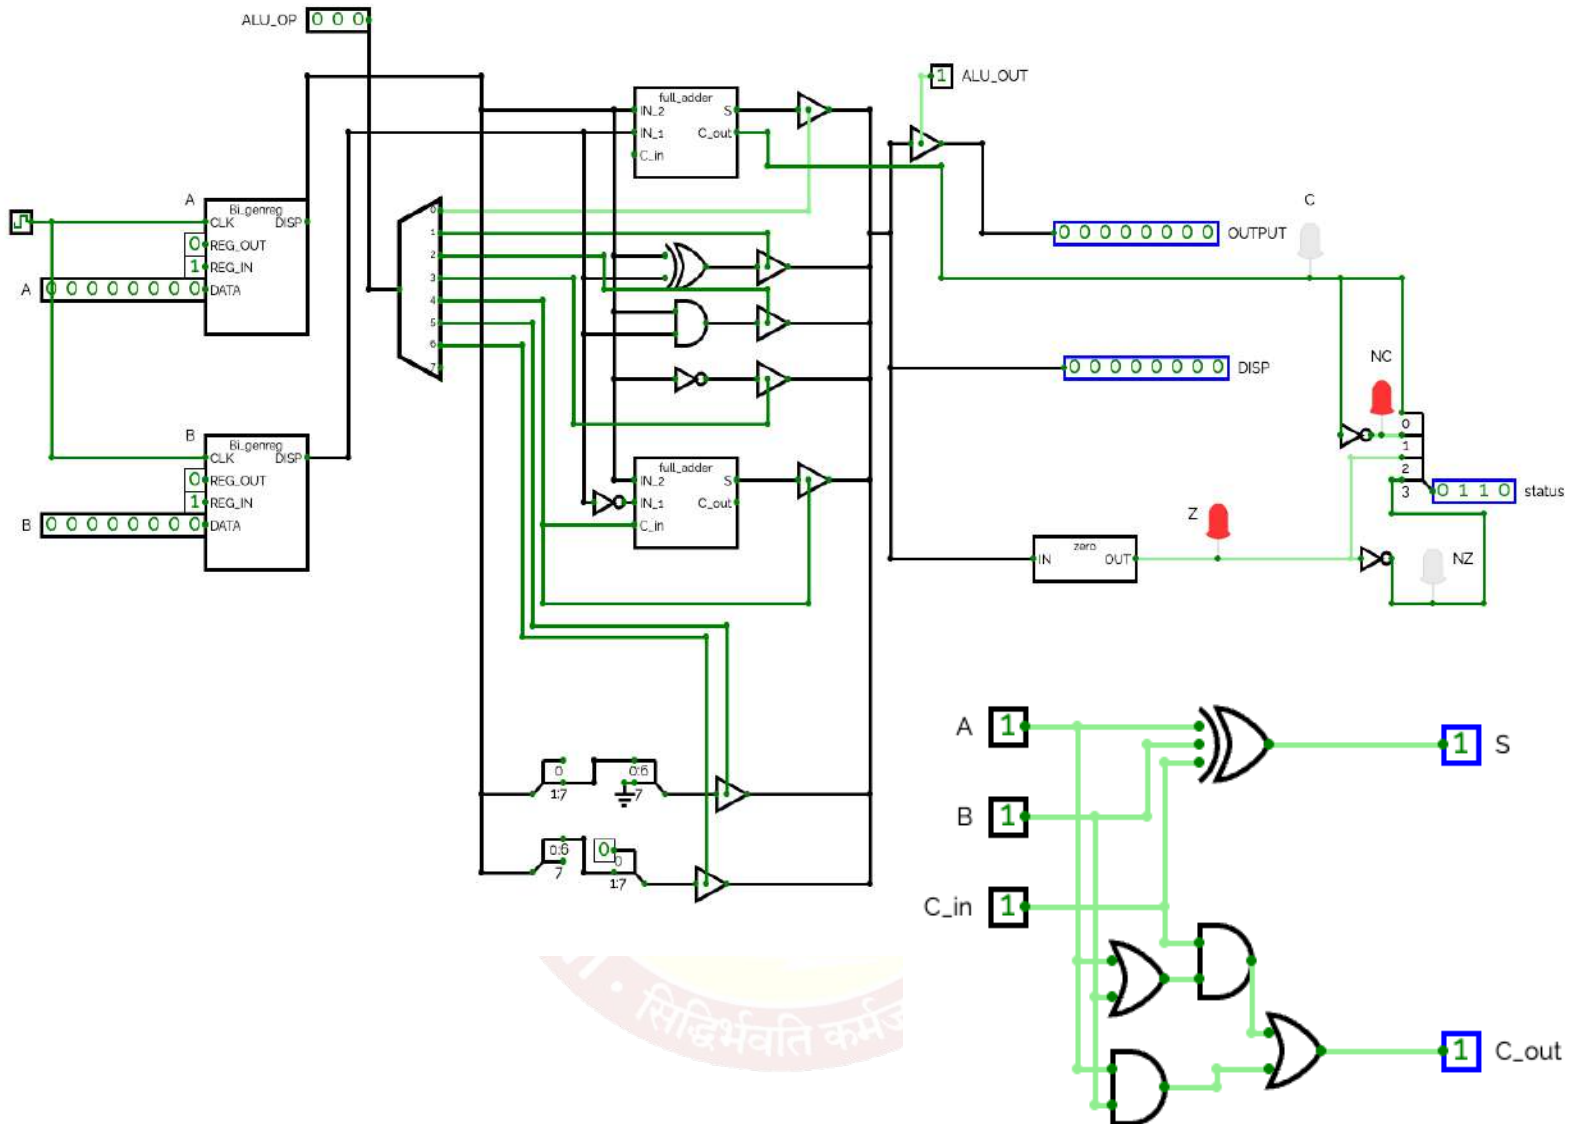 ALU_OP 0 0 0
full_adder
IN_2 S
IN_1 C_out
C_in
1 ALU_OUT
A
Bi_genreg
CLK DISP
0 REG_OUT
1 REG_IN
A 0 0 0 0 0 0 0 0 DATA
0
1
2
3
4
5
6
7
C
0 0 0 0 0 0 0 0 OUTPUT
0 0 0 0 0 0 0 0 DISP
NC
0
1
2
3
0 1 1 0 status
B
Bi_genreg
CLK DISP
0 REG_OUT
1 REG_IN
B 0 0 0 0 0 0 0 0 DATA
full_adder
IN_2 S
IN_1 C_out
C_in
Z
zero
IN OUT
NZ
0 0:6
1:7 7
0:6 0
7 0
1:7
A 1
1 S
B 1
C_in 1
1 C_out
सिद्धिर्भवति